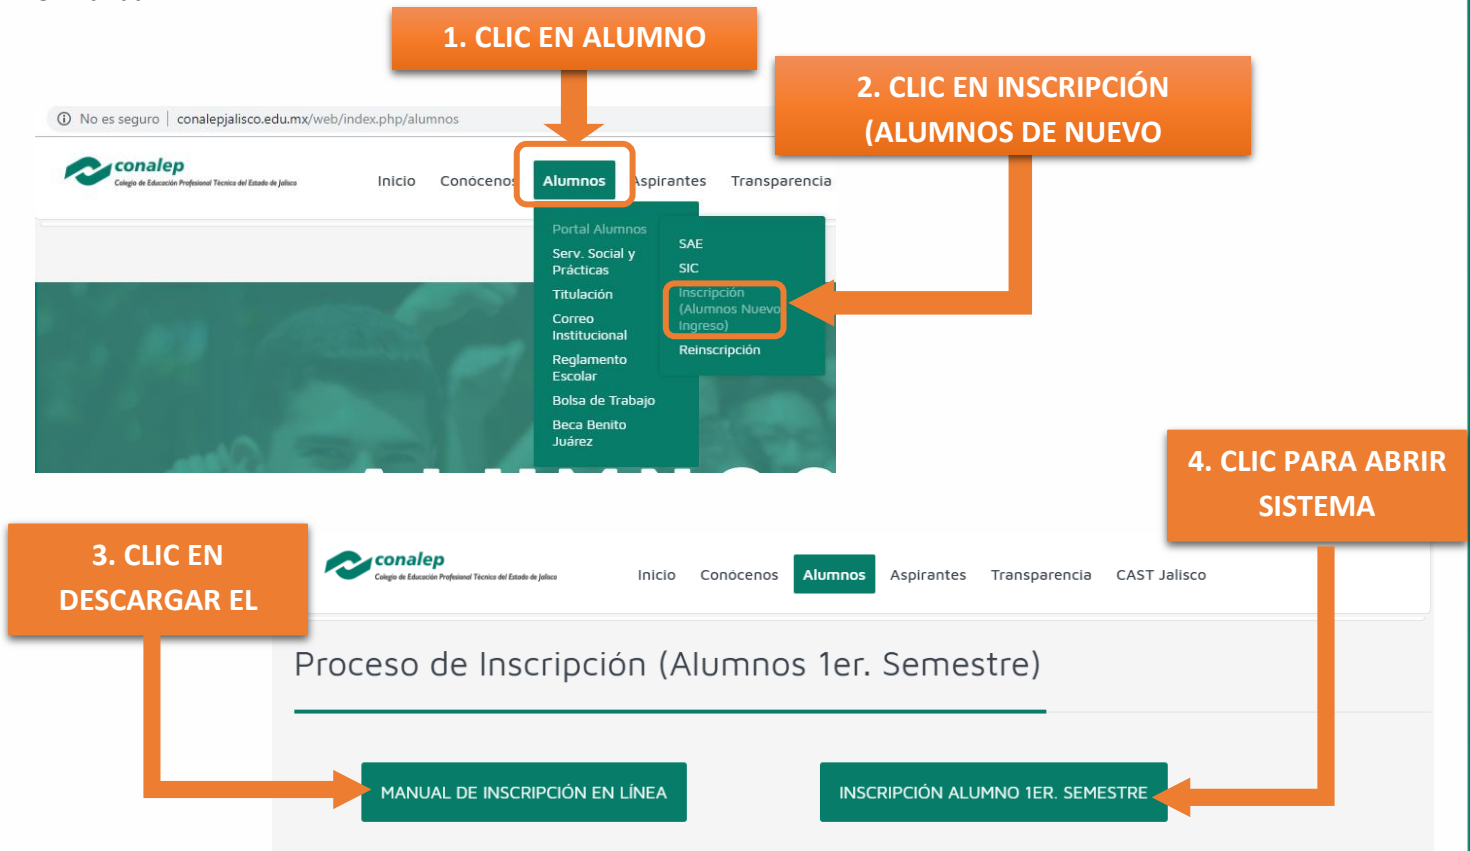 1. CLIC EN ALUMNO
2. CLIC EN INSCRIPCIÓN
(ALUMNOS DE NUEVO
No es seguro | conalepjalisco.edu.mx/web/index.php/alumnos
conalep
Colegio de Educación Profesional Técnica del Estado de Jalisco
Inicio Conócenos Alumnos Aspirantes Transparencia
Portal Alumnos
Serv. Social y
Prácticas
Titulación
Correo
Institucional
Reglamento
Escolar
Bolsa de Trabajo
Beca Benito
Juárez
SAE
SIC
Inscripción
(Alumnos Nuevo
Ingreso)
Reinscripción
4. CLIC PARA ABRIR
SISTEMA
3. CLIC EN
DESCARGAR EL
conalep
Colegio de Educación Profesional Técnica del Estado de Jalisco
Inicio Conócenos Alumnos Aspirantes Transparencia CAST Jalisco
Proceso de Inscripción (Alumnos 1er. Semestre)
MANUAL DE INSCRIPCIÓN EN LÍNEA
INSCRIPCIÓN ALUMNO 1ER. SEMESTRE